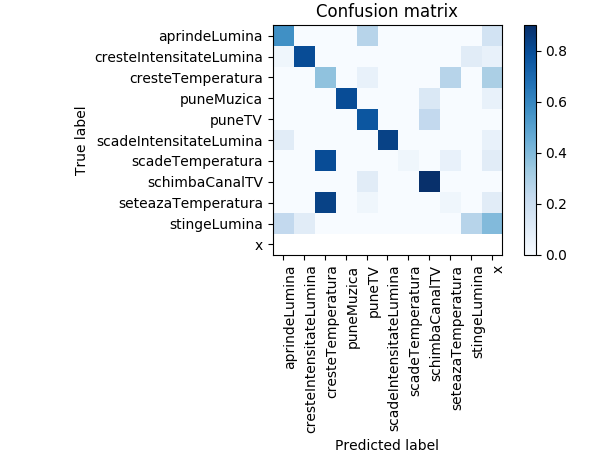 Confusion matrix
True label
aprindeLumina
cresteIntensitateLumina
cresteTemperatura
puneMuzica
puneTV
scadeIntensitateLumina
scadeTemperatura
schimbaCanalTV
seteazaTemperatura
stingeLumina
x
0.8
0.6
0.4
0.2
0.0
aprindeLumina
cresteIntensitateLumina
cresteTemperatura
puneMuzica
puneTV
scadeIntensitateLumina
scadeTemperatura
schimbaCanalTV
seteazaTemperatura
stingeLumina
x
Predicted label